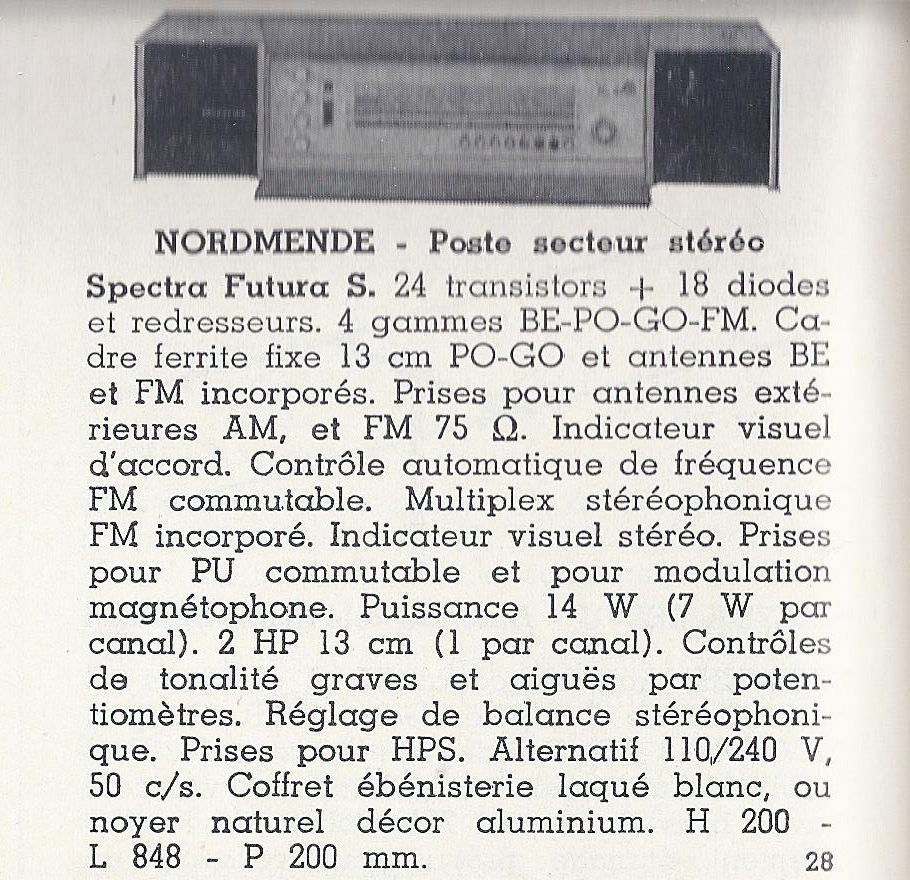 NORDMENDE - Poste secteur stéréo
Spectra Futura S. 24 transistors + 18 diodes
et redresseurs. 4 gammes BE-PO-GO-FM. Ca-
dre ferrite fixe 13 cm PO-GO et antennes BE
et FM incorporés. Prises pour antennes exté-
rieures AM, et FM 75 Ω. Indicateur visuel
d'accord. Contrôle automatique de fréquence
FM commutable. Multiplex stéréophonique
FM incorporé. Indicateur visuel stéréo. Prises
pour PU commutable et pour modulation
magnétophone. Puissance 14 W (7 W par
canal). 2 HP 13 cm (1 par canal). Contrôles
de tonalité graves et aiguës par poten-
tiomètres. Réglage de balance stéréophoni-
que. Prises pour HPS. Alternatif 110/240 V,
50 c/s. Coffret ébénisterie laqué blanc, ou
noyer naturel décor aluminium. H 200 -
L 848 - P 200 mm.
28